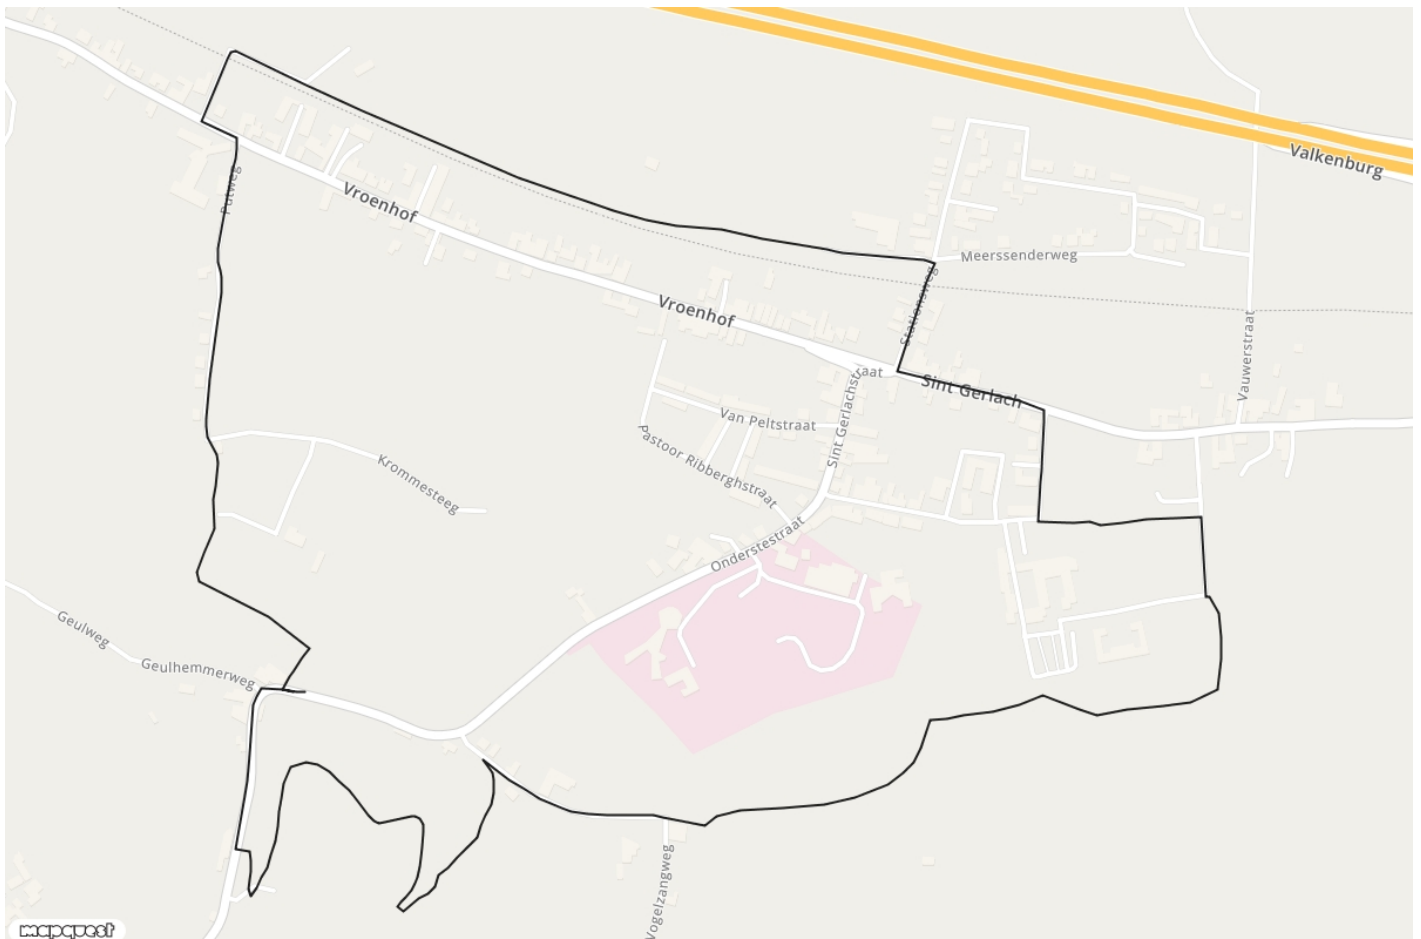 Valkenburg
Putweg
Vroenhof
Meerssenderweg
Stationsweg
Vroenhof
Vauwerstraat
Sint Gerlachstraat
Sint Gerlach
Van Peltstraat
Pastoor Ribberghstraat
Krommesteeg
Onderstestraat
Geulweg
Geulhemmerweg
Vogelzangweg
mapquest